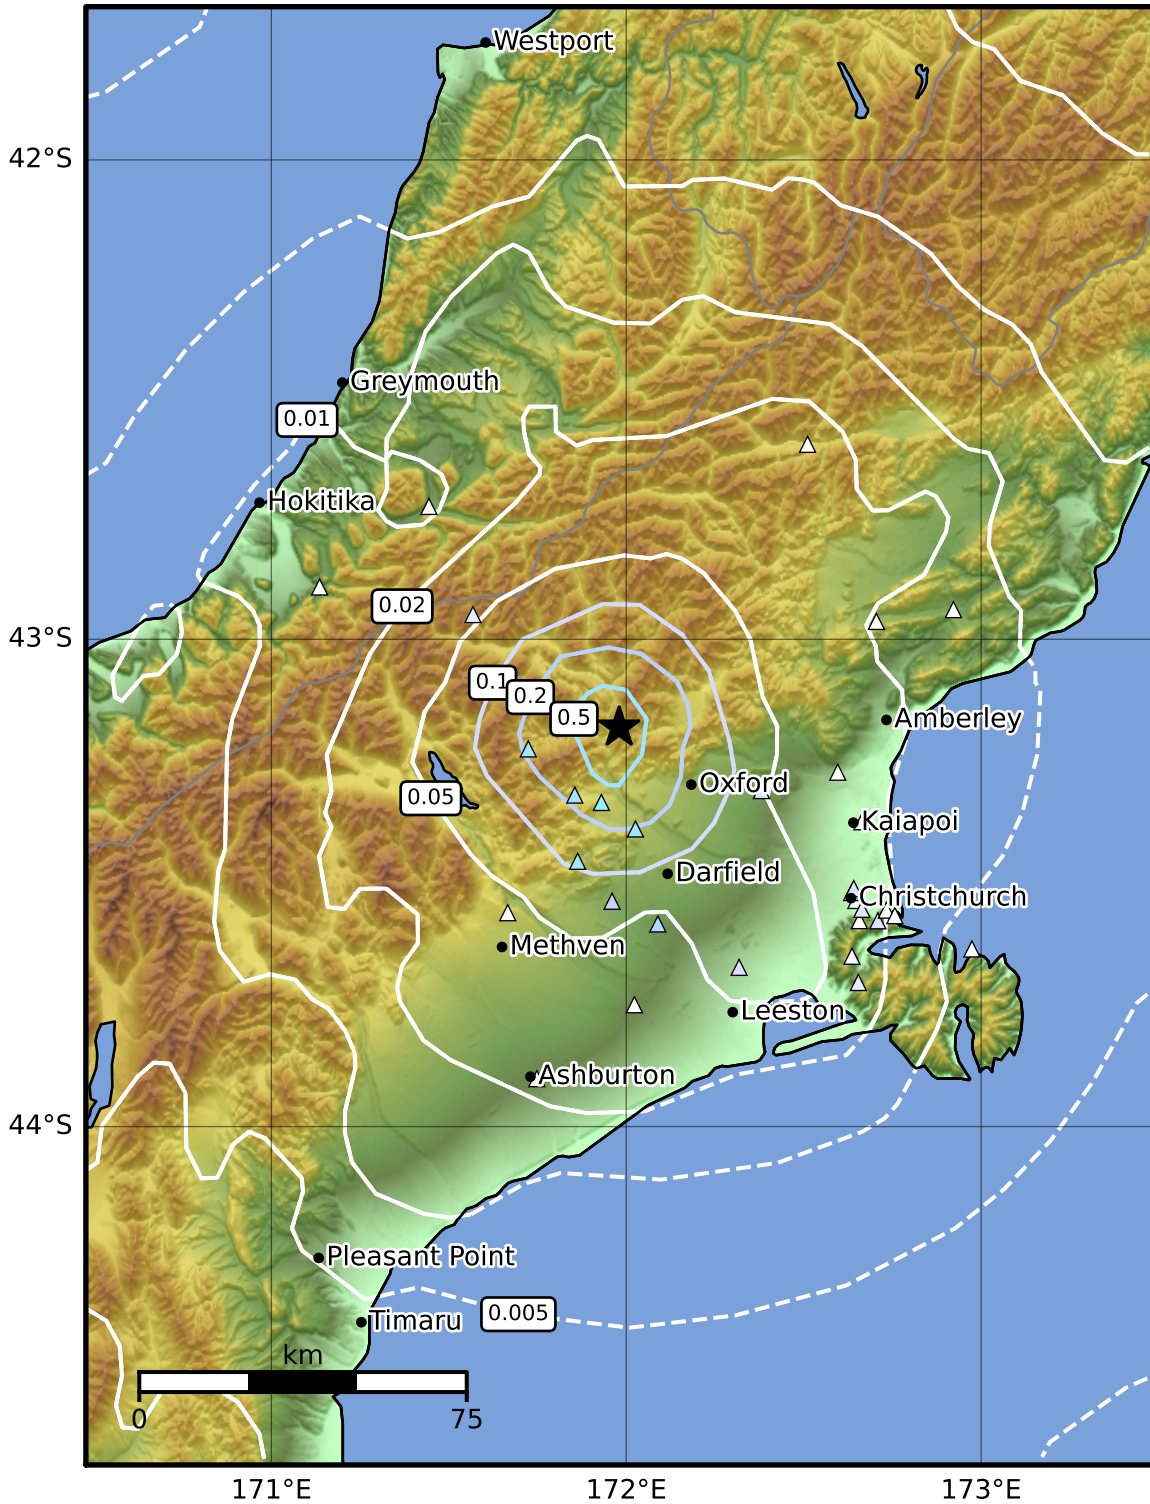 Westport
42°S
Greymouth
0.01
Hokitika
0.02
43°S
0.1
0.2
0.5
Amberley
Oxford
0.05
Kaiapoi
Darfield
Christchurch
Methven
Leeston
Ashburton
44°S
Pleasant Point
0.005
Timaru
km
0 75
171°E 172°E 173°E